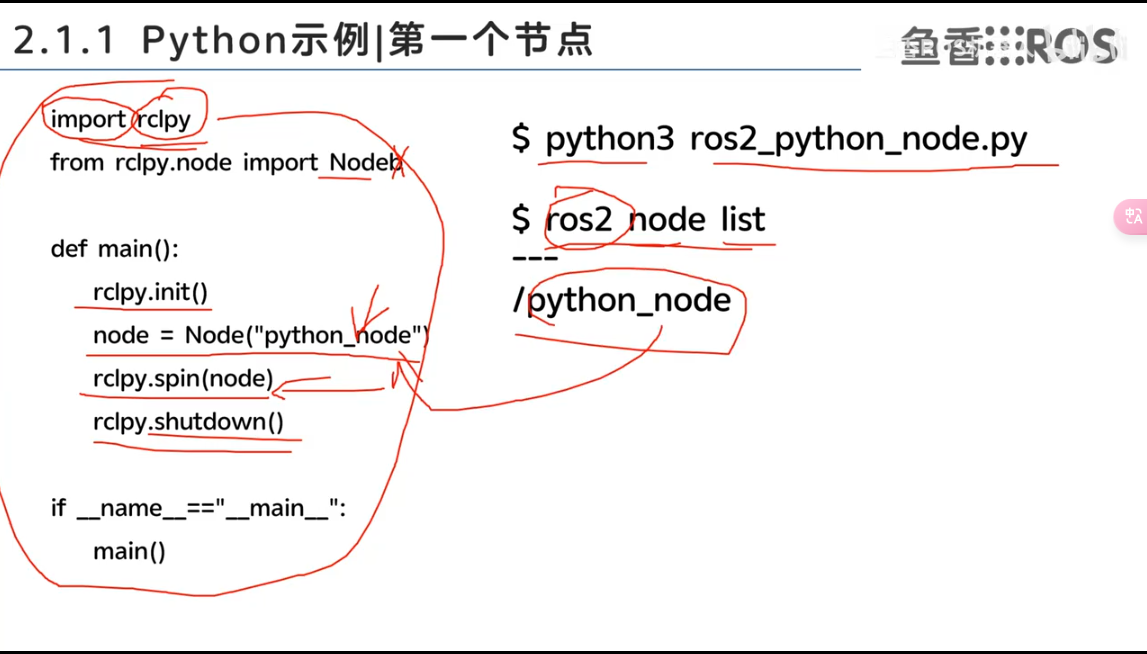 2.1.1 Python示例|第一个节点
鱼香ROS
import rclpy
from rclpy.node import Nodeb
def main():
rclpy.init()
node = Node("python_node")
rclpy.spin(node)
rclpy.shutdown()
if __name__=="__main__":
main()
$ python3 ros2_python_node.py
$ ros2 node list
---
/python_node